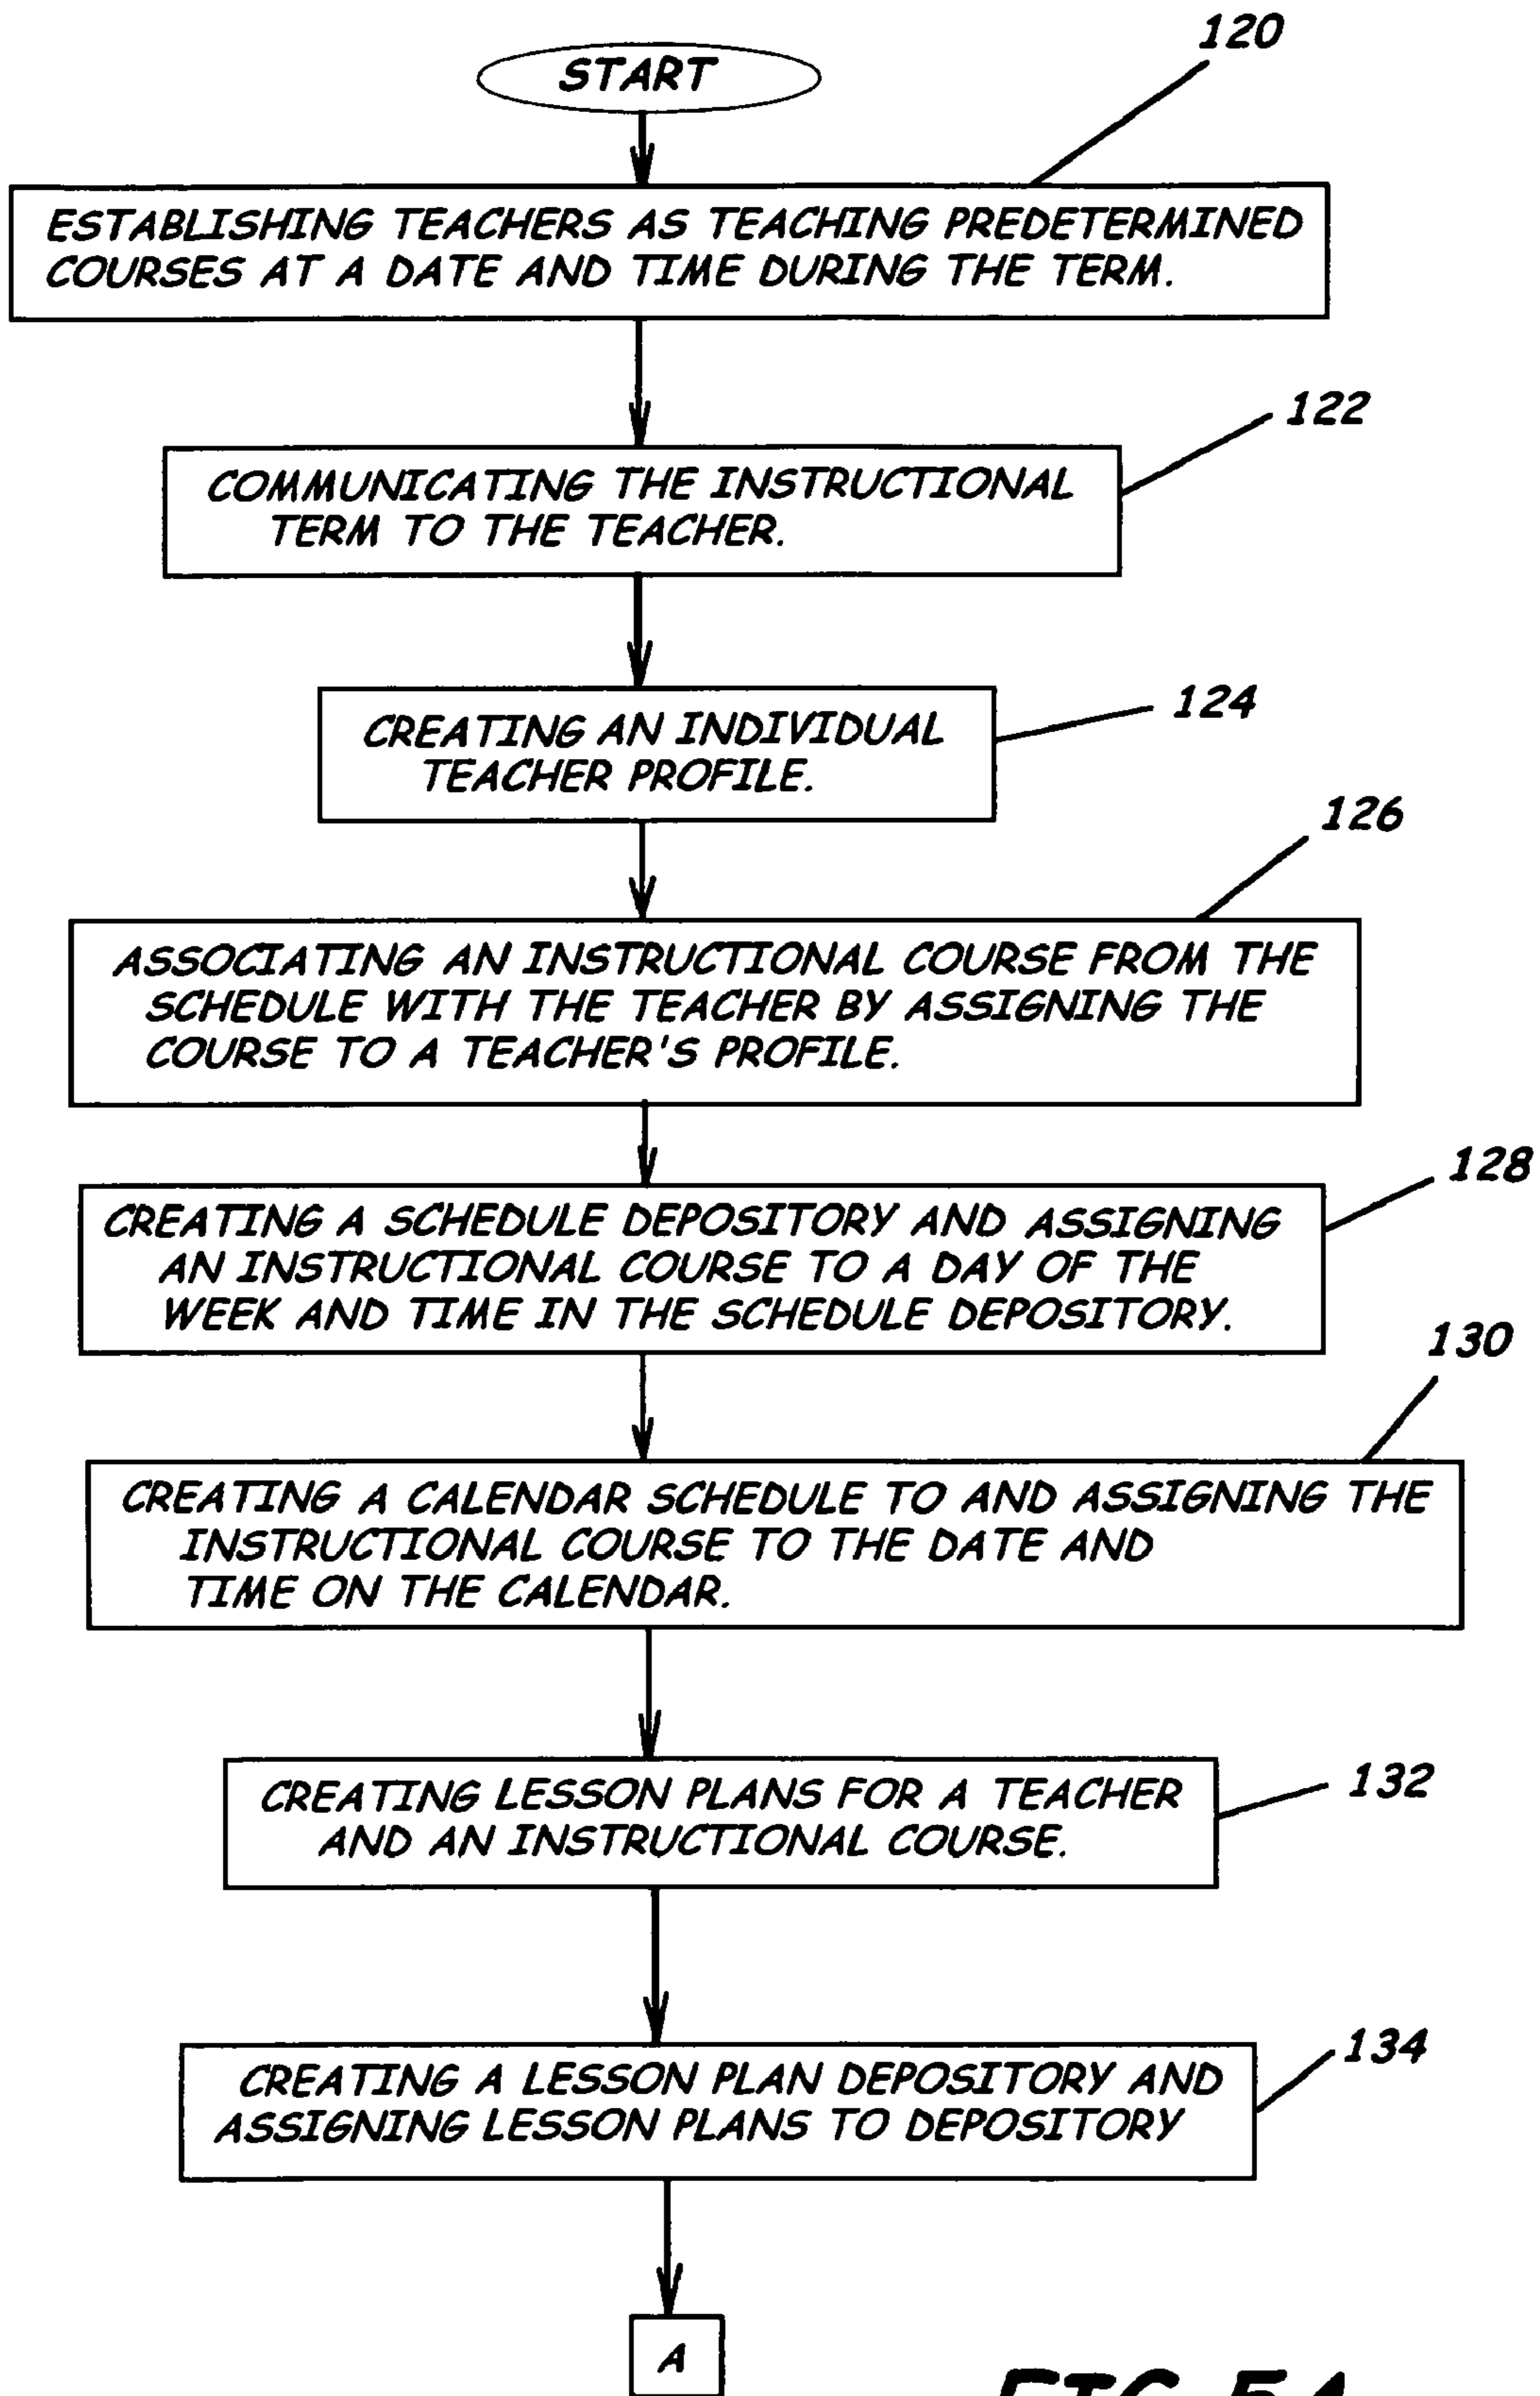 START
120
ESTABLISHING TEACHERS AS TEACHING PREDETERMINED
COURSES AT A DATE AND TIME DURING THE TERM.
122
COMMUNICATING THE INSTRUCTIONAL
TERM TO THE TEACHER.
124
CREATING AN INDIVIDUAL
TEACHER PROFILE.
126
ASSOCIATING AN INSTRUCTIONAL COURSE FROM THE
SCHEDULE WITH THE TEACHER BY ASSIGNING THE
COURSE TO A TEACHER'S PROFILE.
128
CREATING A SCHEDULE DEPOSITORY AND ASSIGNING
AN INSTRUCTIONAL COURSE TO A DAY OF THE
WEEK AND TIME IN THE SCHEDULE DEPOSITORY.
130
CREATING A CALENDAR SCHEDULE TO AND ASSIGNING THE
INSTRUCTIONAL COURSE TO THE DATE AND
TIME ON THE CALENDAR.
132
CREATING LESSON PLANS FOR A TEACHER
AND AN INSTRUCTIONAL COURSE.
134
CREATING A LESSON PLAN DEPOSITORY AND
ASSIGNING LESSON PLANS TO DEPOSITORY
A